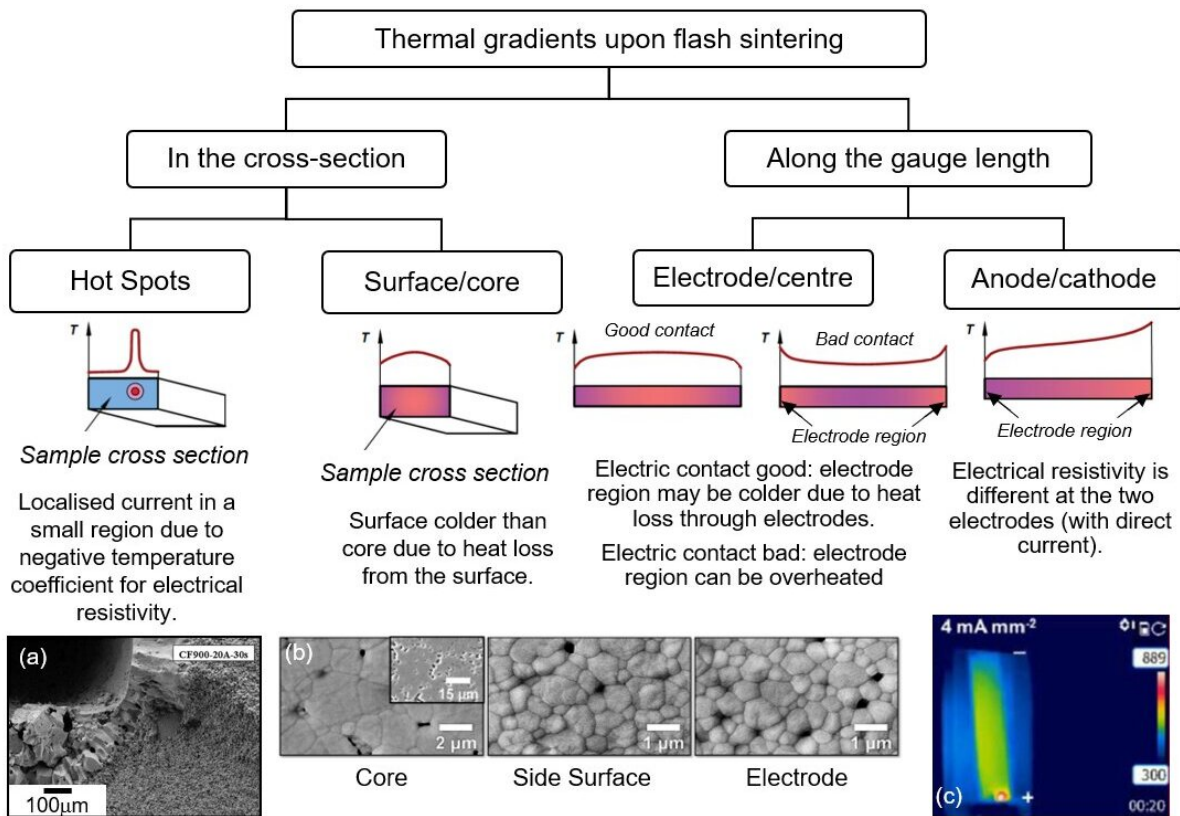 Thermal gradients upon flash sintering
In the cross-section
Along the gauge length
Hot Spots
Surface/core
Electrode/centre
Anode/cathode
T
Sample cross section
T
Sample cross section
T
Good contact
T
Bad contact
Electrode region
T
Electrode region
Localised current in a
small region due to
negative temperature
coefficient for electrical
resistivity.
Surface colder than
core due to heat loss
from the surface.
Electric contact good: electrode
region may be colder due to heat
loss through electrodes.
Electric contact bad: electrode
region can be overheated
Electrical resistivity is
different at the two
electrodes (with direct
current).
(a)
CF900-20A-30s
100μm
(b)
15 μm
2 μm
1 μm
1 μm
Core
Side Surface
Electrode
4 mA mm-2
−
889
300
+
(c)
00:20